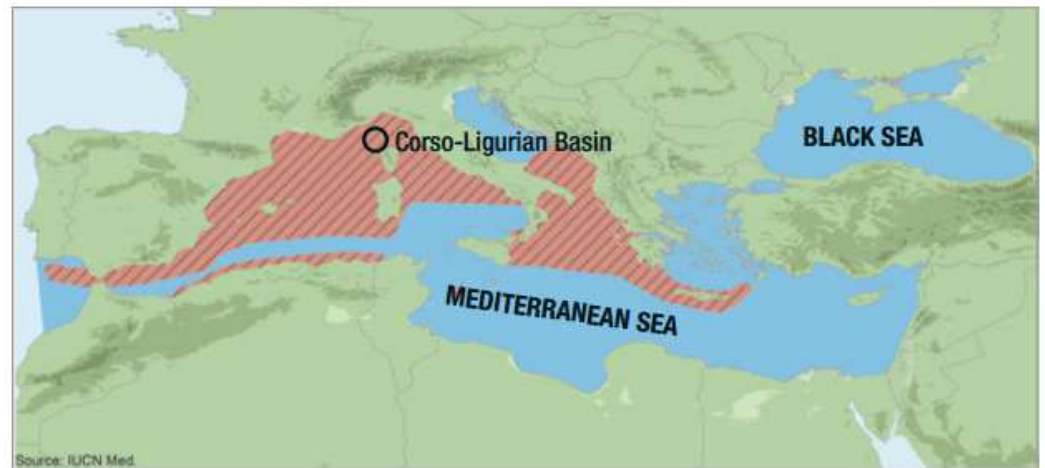 BLACK SEA
Corso-Ligurian Basin
MEDITERRANEAN SEA
Source: IUCN Med.